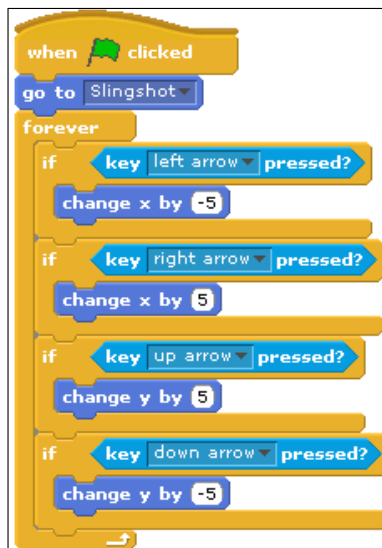 when clicked
go to Slingshot
forever
if key left arrow pressed?
change x by -5
if key right arrow pressed?
change x by 5
if key up arrow pressed?
change y by 5
if key down arrow pressed?
change y by -5